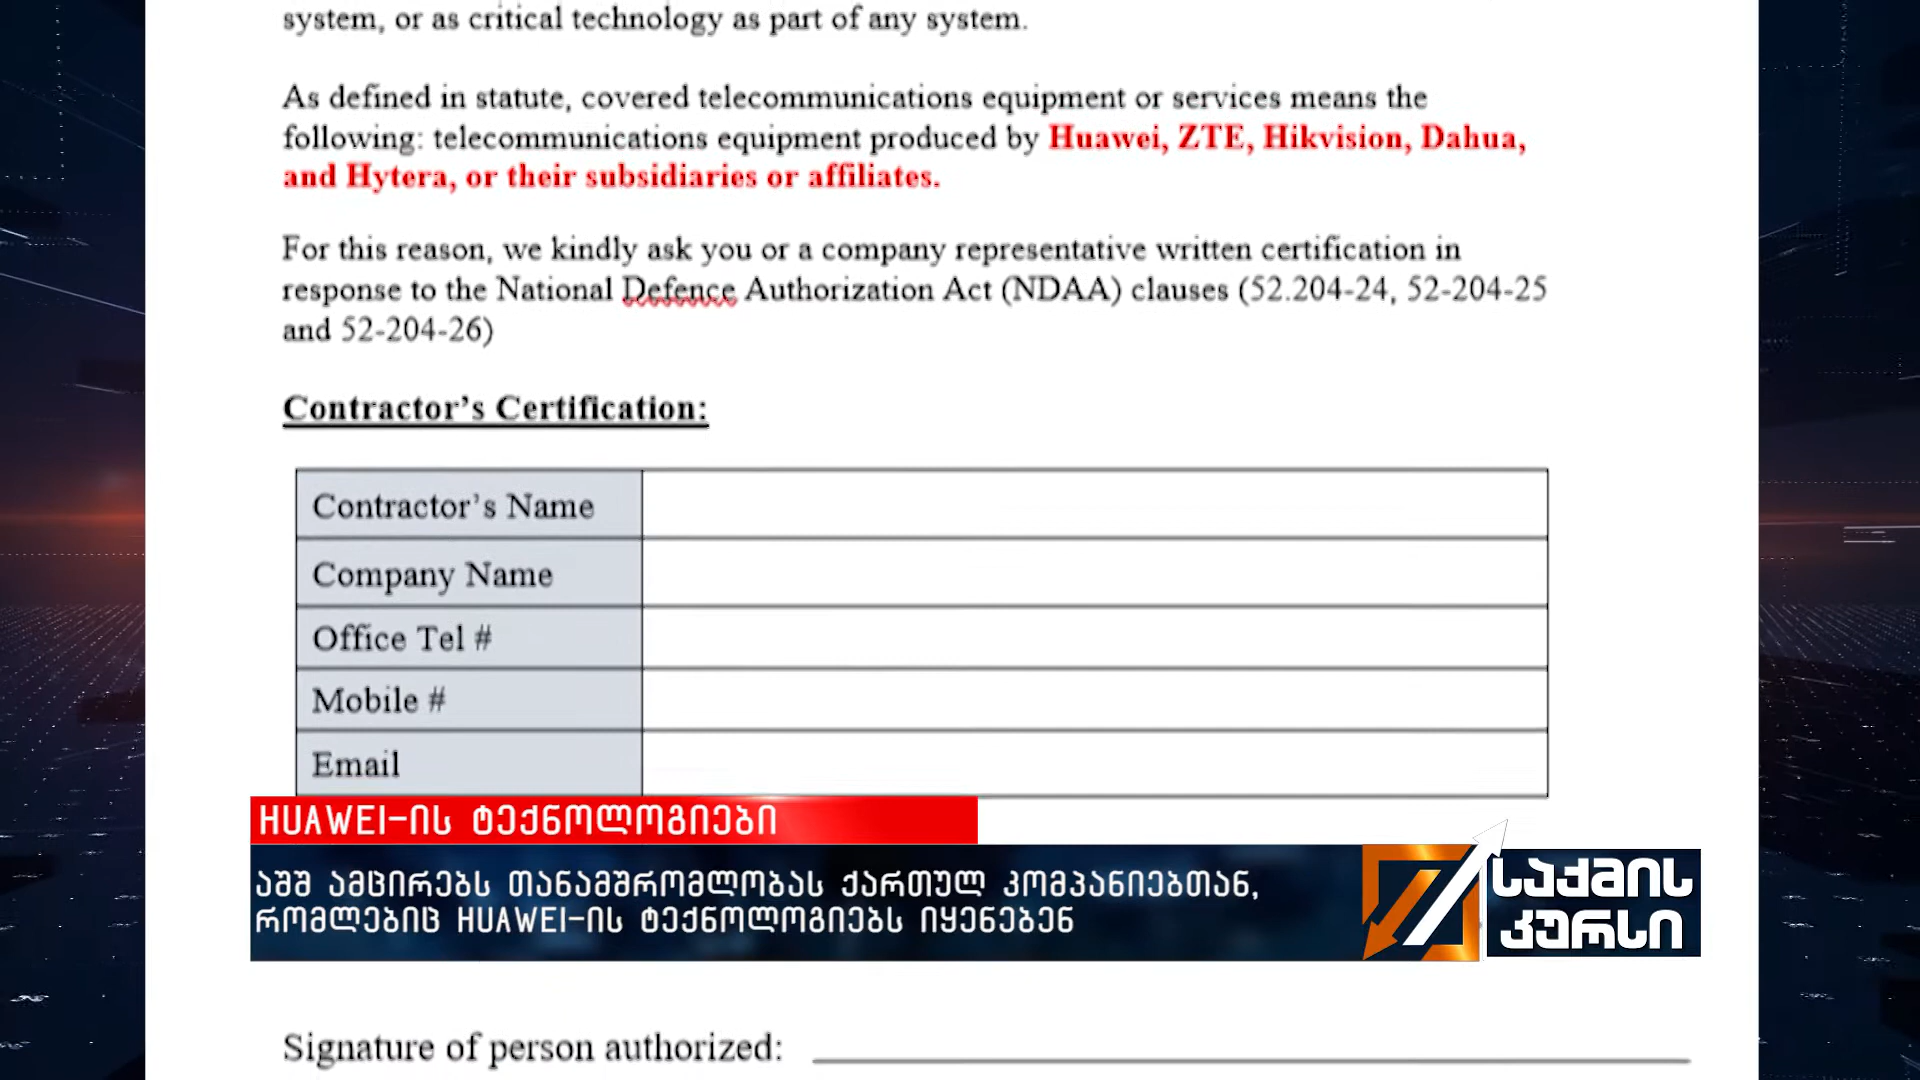 system, or as critical technology as part of any system.
As defined in statute, covered telecommunications equipment or services means the
following: telecommunications equipment produced by Huawei, ZTE, Hikvision, Dahua,
and Hytera, or their subsidiaries or affiliates.
For this reason, we kindly ask you or a company representative written certification in
response to the National Defence Authorization Act (NDAA) clauses (52.204-24, 52-204-25
and 52-204-26)
Contractor’s Certification:
Contractor’s Name
Company Name
Office Tel #
Mobile #
Email
HUAWEI-ის ტექნოლოგიები
აშშ ამცირებს თანამშრომლობას ქართულ კომპანიებთან,
რომლებიც HUAWEI-ის ტექნოლოგიებს იყენებენ
საქმის
კურსი
Signature of person authorized: